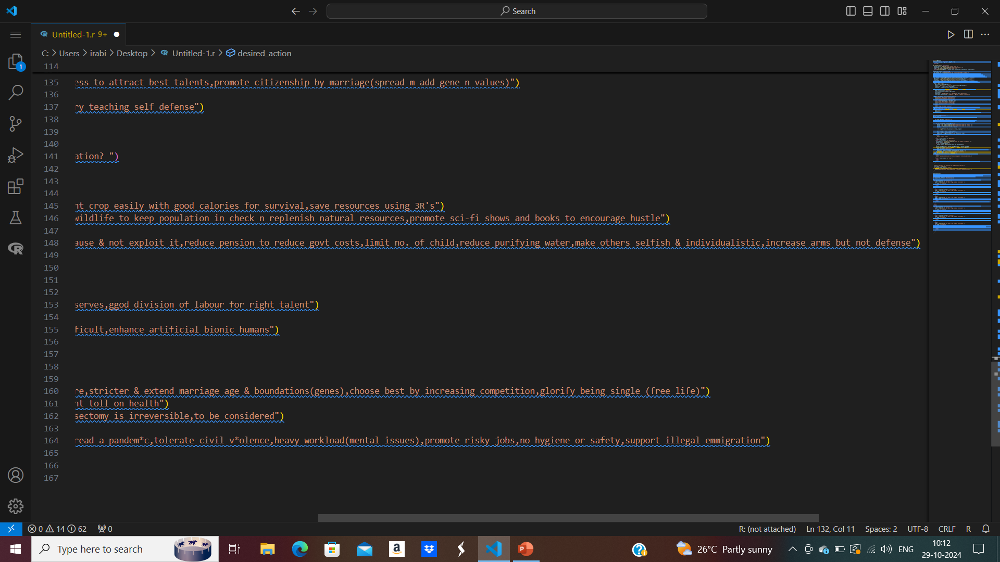 Search
Untitled-1.r 9+
C: > Users > irabi > Desktop > Untitled-1.r > desired_action
114
135 ess to attract best talents,promote citizenship by marriage(spread m add gene n values)")
136
137 ry teaching self defense")
138
139
140
141 ation? ")
142
143
144
145 nt crop easily with good calories for survival,save resources using 3R's")
146 wildlife to keep population in check n replenish natural resources,promote sci-fi shows and books to encourage hustle")
147
148 ause & not exploit it,reduce pension to reduce govt costs,limit no. of child,reduce purifying water,make others selfish & individualistic,increase arms but not defense")
149
150
151
152
153 serves,ggod division of labour for right talent")
154
155 fficult,enhance artificial bionic humans")
156
157
158
159
160 re,stricter & extend marriage age & boundations(genes),choose best by increasing competition,glorify being single (free life)")
161 nt toll on health")
162 sectomy is irreversible,to be considered")
163
164 read a pandem*c,tolerate civil v*olence,heavy workload(mental issues),promote risky jobs,no hygiene or safety,support illegal emmigration")
165
166
167
1
0 14 62 0
R: (not attached) Ln 132, Col 11 Spaces: 2 UTF-8 CRLF R
Type here to search
26°C Partly sunny
ENG
10:12
29-10-2024